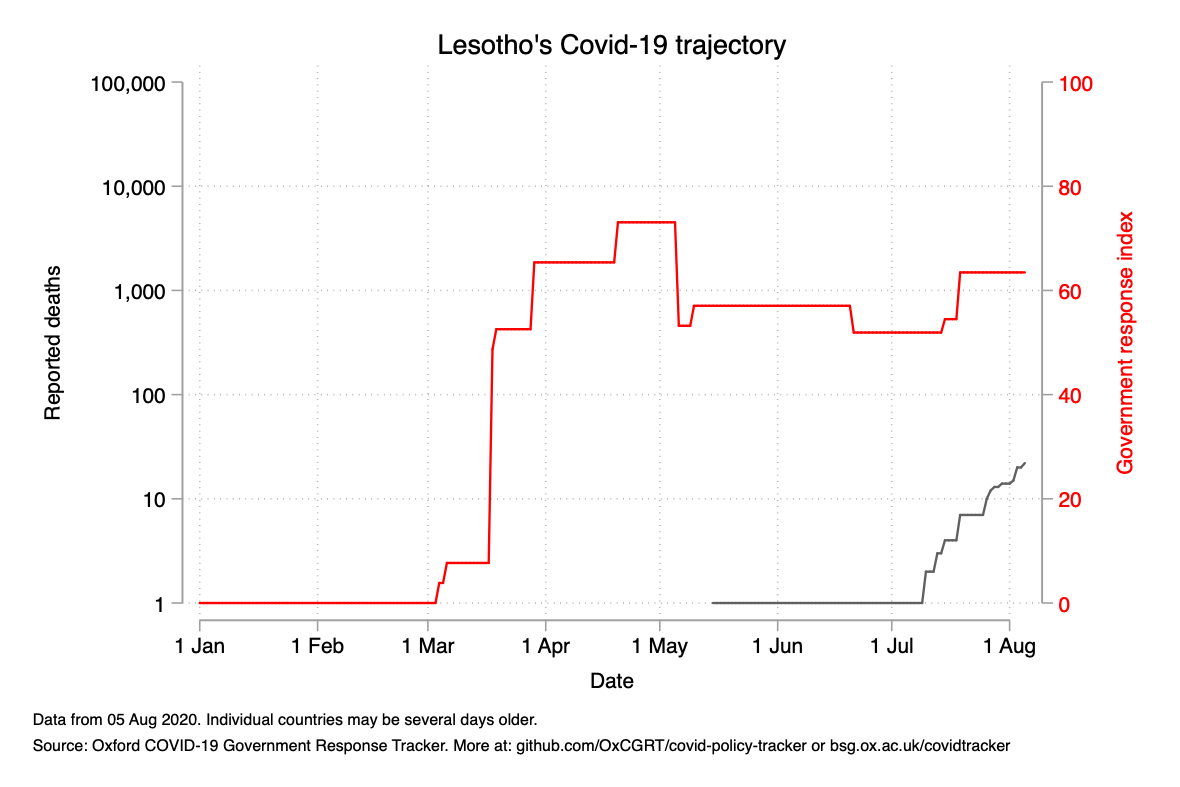 Lesotho's Covid-19 trajectory
100,000
10,000
1,000
100
10
1
Reported deaths
100
80
60
40
20
0
Government response index
1 Jan 1 Feb 1 Mar 1 Apr 1 May 1 Jun 1 Jul 1 Aug
Date
Data from 05 Aug 2020. Individual countries may be several days older.
Source: Oxford COVID-19 Government Response Tracker. More at: github.com/OxCGRT/covid-policy-tracker or bsg.ox.ac.uk/covidtracker